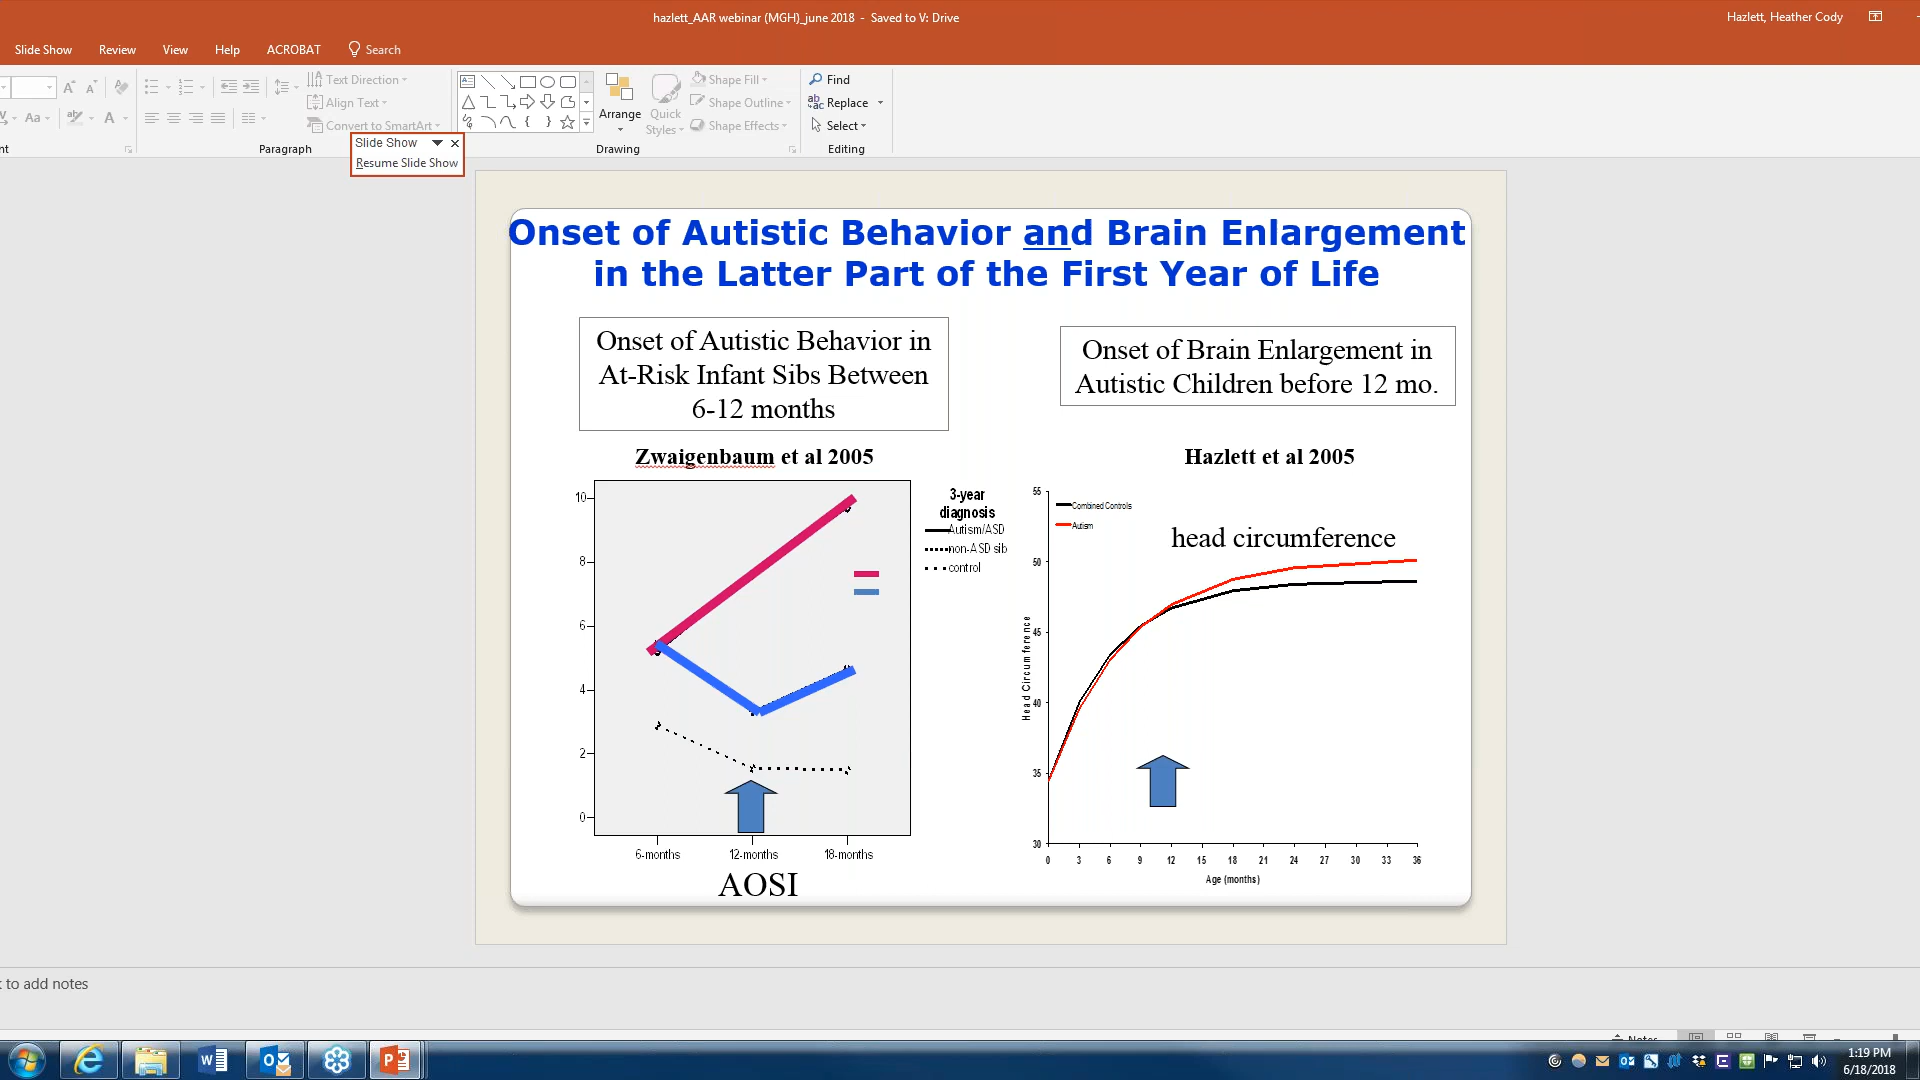 hazlett_AAR webinar (MGH)_june 2018 - Saved to V: Drive
Hazlett, Heather Cody
Slide Show Review View Help ACROBAT Search
Text Direction
Align Text
Convert to SmartArt
Aa
Arrange
Quick
Styles
Shape Fill
Shape Outline
Shape Effects
Find
Replace
Select
Paragraph
Drawing
Editing
Slide Show
Resume Slide Show
Onset of Autistic Behavior and Brain Enlargement
in the Latter Part of the First Year of Life
Onset of Autistic Behavior in
At-Risk Infant Sibs Between
6-12 months
Zwaigenbaum et al 2005
10
8
6
4
2
0
6-months 12-months 18-months
AOSI
3-year
diagnosis
Autism/ASD
non-ASD sib
control
Onset of Brain Enlargement in
Autistic Children before 12 mo.
Hazlett et al 2005
Combined Controls
Autism
head circumference
Head Circumference
55
50
45
40
35
30
0 3 6 9 12 15 18 21 24 27 30 33 36
Age (months)
to add notes
Notes
1:19 PM
6/18/2018